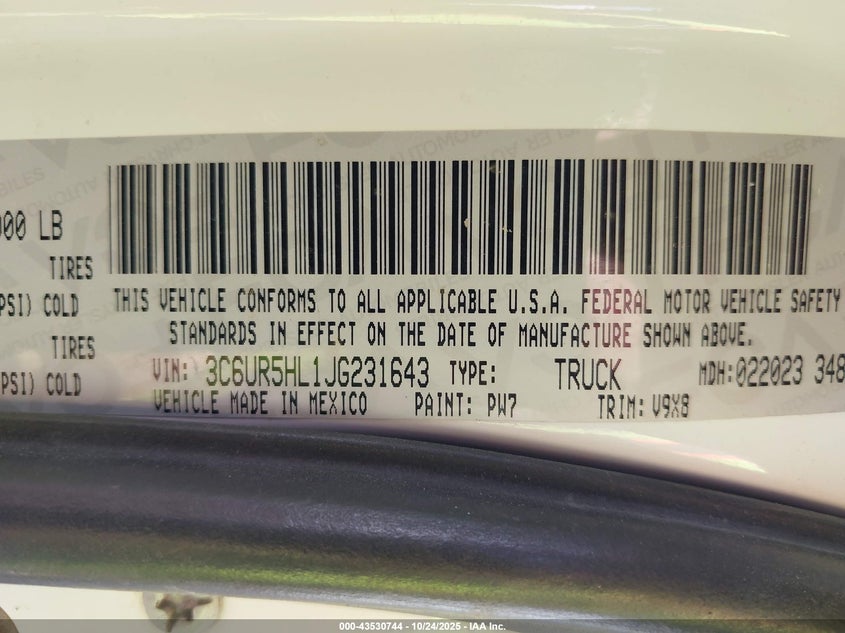 000 LB
TIRES
PSI) COLD
TIRES
PSI) COLD
THIS VEHICLE CONFORMS TO ALL APPLICABLE U.S.A. FEDERAL MOTOR VEHICLE SAFETY
STANDARDS IN EFFECT ON THE DATE OF MANUFACTURE SHOWN ABOVE.
VIN: 3C6UR5HL1JG231643 TYPE: TRUCK MDH:022023 348
VEHICLE MADE IN MEXICO PAINT: PW7 TRIM: V9X8
000-43530744 - 10/24/2025 - IAA Inc.